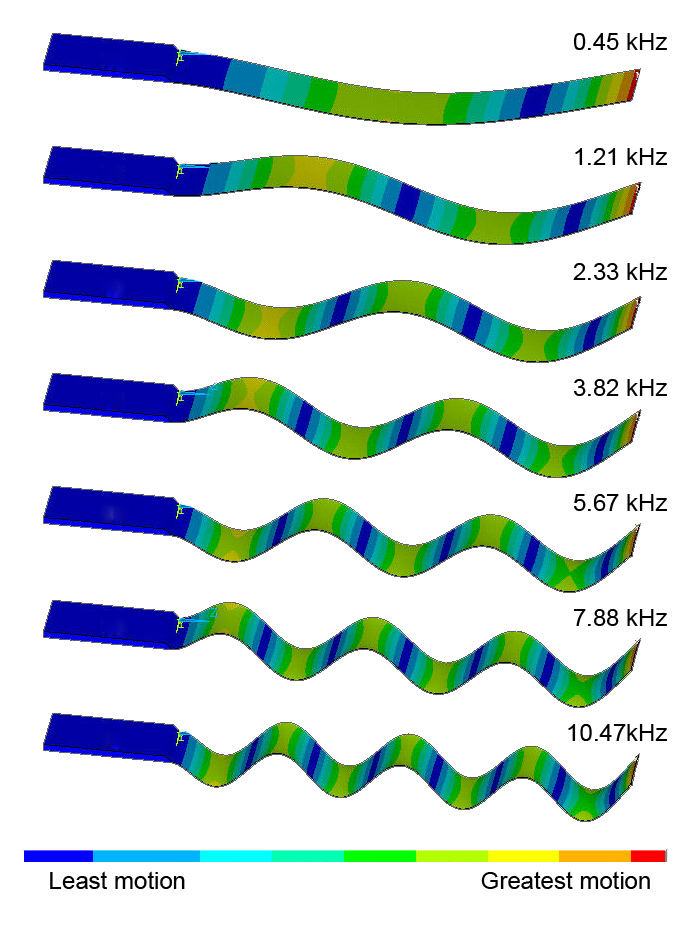 0.45 kHz
1.21 kHz
2.33 kHz
3.82 kHz
5.67 kHz
7.88 kHz
10.47kHz
Least motion
Greatest motion